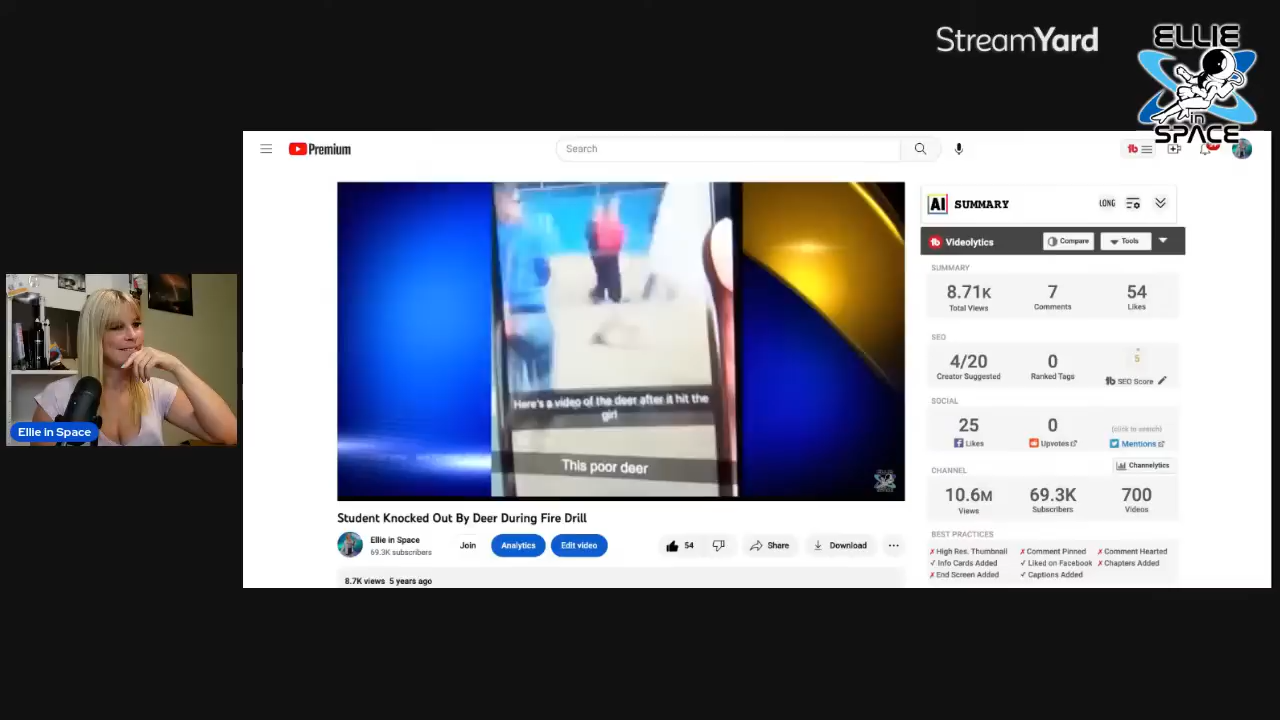 StreamYard
ELLIE
in
SPACE
Premium
Search
Here's a video of the deer after it hit the
girl
This poor deer
Student Knocked Out By Deer During Fire Drill
Ellie in Space
69.3K subscribers
Join
Analytics
Edit video
54
Share
Download
8.7K views 5 years ago
AI SUMMARY
LONG
Videolytics
Compare
Tools
SUMMARY
8.71K
Total Views
7
Comments
54
Likes
SEO
4/20
Creator Suggested
0
Ranked Tags
5
SEO Score
SOCIAL
25
Likes
0
Upvotes
(click to search)
Mentions
CHANNEL
Channelytics
10.6M
Views
69.3K
Subscribers
700
Videos
BEST PRACTICES
High Res. Thumbnail
Comment Pinned
Comment Hearted
Info Cards Added
Liked on Facebook
Chapters Added
End Screen Added
Captions Added
Ellie in Space